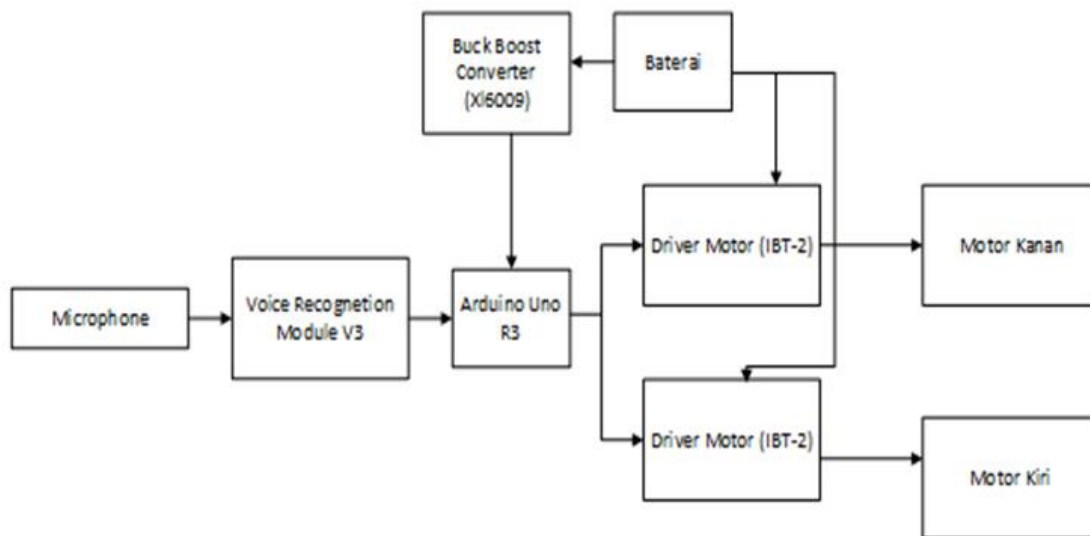 Buck Boost
Converter
(Xl6009)
Baterai
Driver Motor (IBT-2)
Motor Kanan
Microphone
Voice Recognetion
Module V3
Arduino Uno
R3
Driver Motor (IBT-2)
Motor Kiri